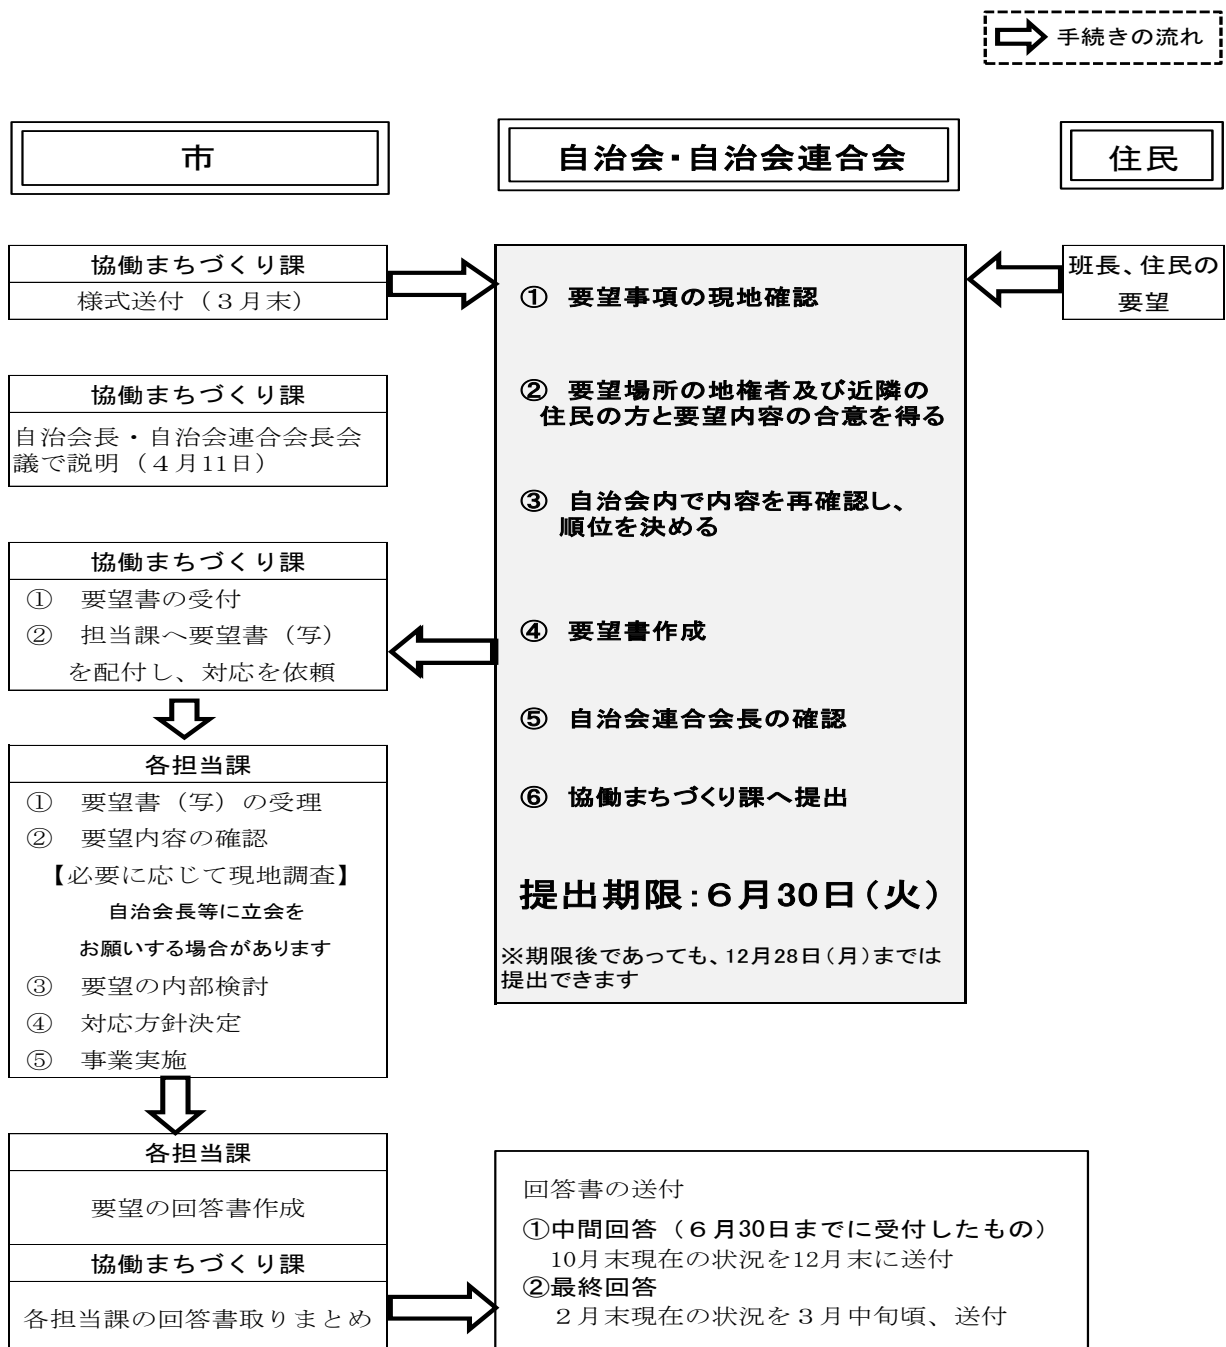 手続きの流れ
市
自治会・自治会連合会
住民
協働まちづくり課
様式送付（３月末）
協働まちづくり課
自治会長・自治会連合会長会
議で説明（４月11日）
協働まちづくり課
①　要望書の受付
②　担当課へ要望書（写）
を配付し、対応を依頼
各担当課
①　要望書（写）の受理
②　要望内容の確認
【必要に応じて現地調査】
自治会長等に立会を
お願いする場合があります
③　要望の内部検討
④　対応方針決定
⑤　事業実施
各担当課
要望の回答書作成
協働まちづくり課
各担当課の回答書取りまとめ
①　要望事項の現地確認
②　要望場所の地権者及び近隣の
住民の方と要望内容の合意を得る
③　自治会内で内容を再確認し、
順位を決める
④　要望書作成
⑤　自治会連合会長の確認
⑥　協働まちづくり課へ提出
提出期限：６月30日（火）
※期限後であっても、12月28日（月）までは
提出できます
班長、住民の
要望
回答書の送付
①中間回答（６月30日までに受付したもの）
10月末現在の状況を12月末に送付
②最終回答
２月末現在の状況を３月中旬頃、送付